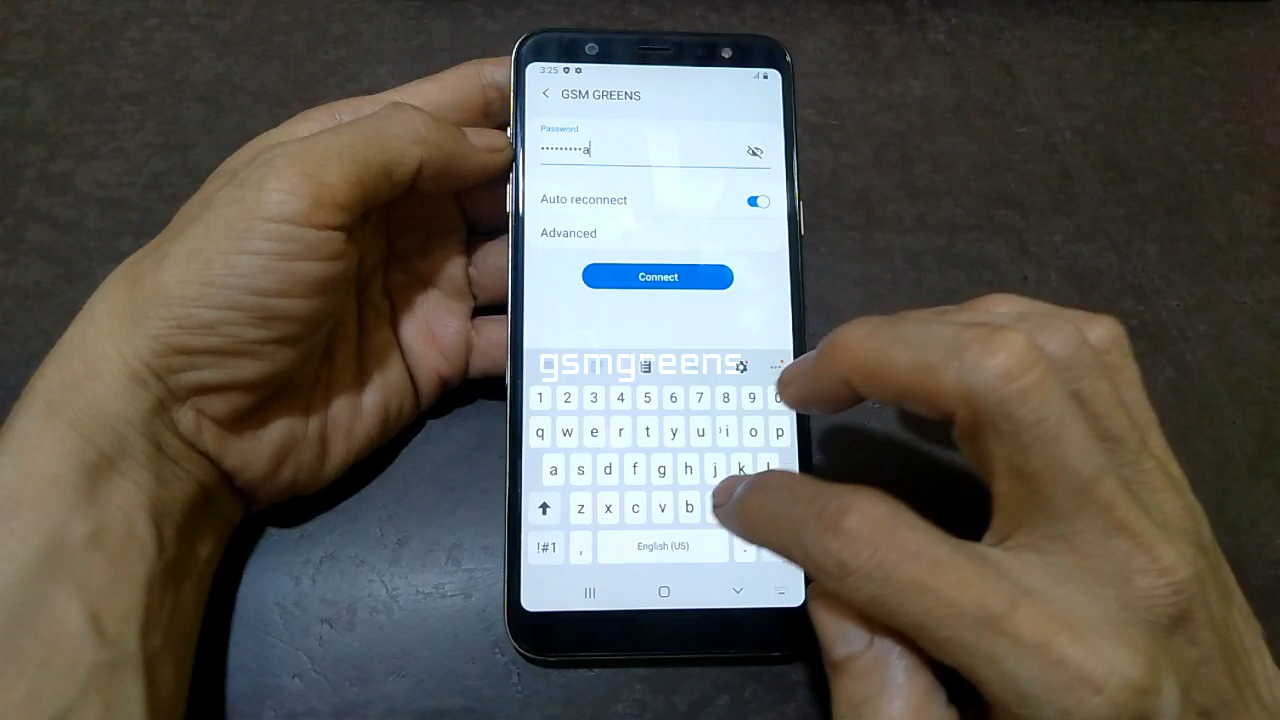 3:25
GSM GREENS
Password
•••••••••a
Auto reconnect
Advanced
Connect
gsmgreens
1 2 3 4 5 6 7 8 9 0
q w e r t y u i o p
a s d f g h j k l
z x c v b
!#1 , English (US) .